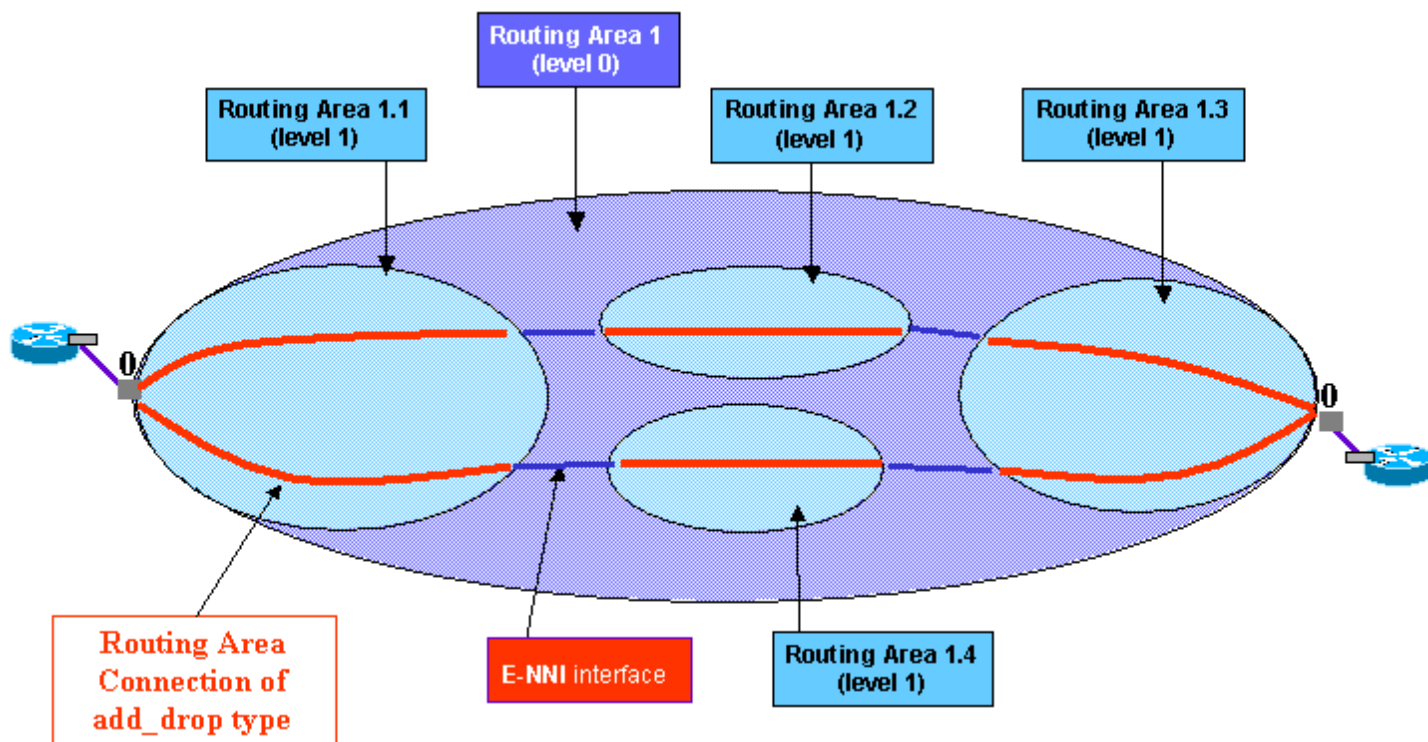 Routing Area 1
(level 0)
Routing Area 1.1
(level 1)
Routing Area 1.2
(level 1)
Routing Area 1.3
(level 1)
0
0
Routing Area
Connection of
add_drop type
E-NNI interface
Routing Area 1.4
(level 1)